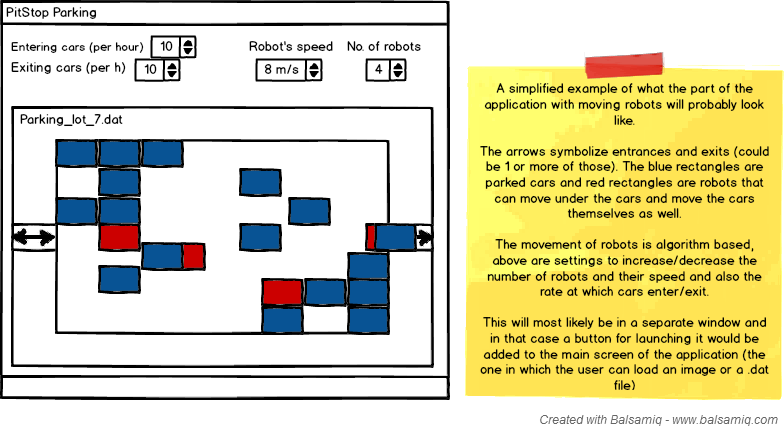 PitStop Parking
Entering cars (per hour) 10
Robot's speed
No. of robots
Exiting cars (per h) 10
8 m/s
4
Parking_lot_7.dat
A simplified example of what the part of the
application with moving robots will probably look
like.
The arrows symbolize entrances and exits (could
be 1 or more of those). The blue rectangles are
parked cars and red rectangles are robots that
can move under the cars and move the cars
themselves as well.
The movement of robots is algorithm based,
above are settings to increase/decrease the
number of robots and their speed and also the
rate at which cars enter/exit.
This will most likely be in a separate window and
in that case a button for launching it would be
added to the main screen of the application (the
one in which the user can load an image or a .dat
file)
Created with Balsamiq - www.balsamiq.com